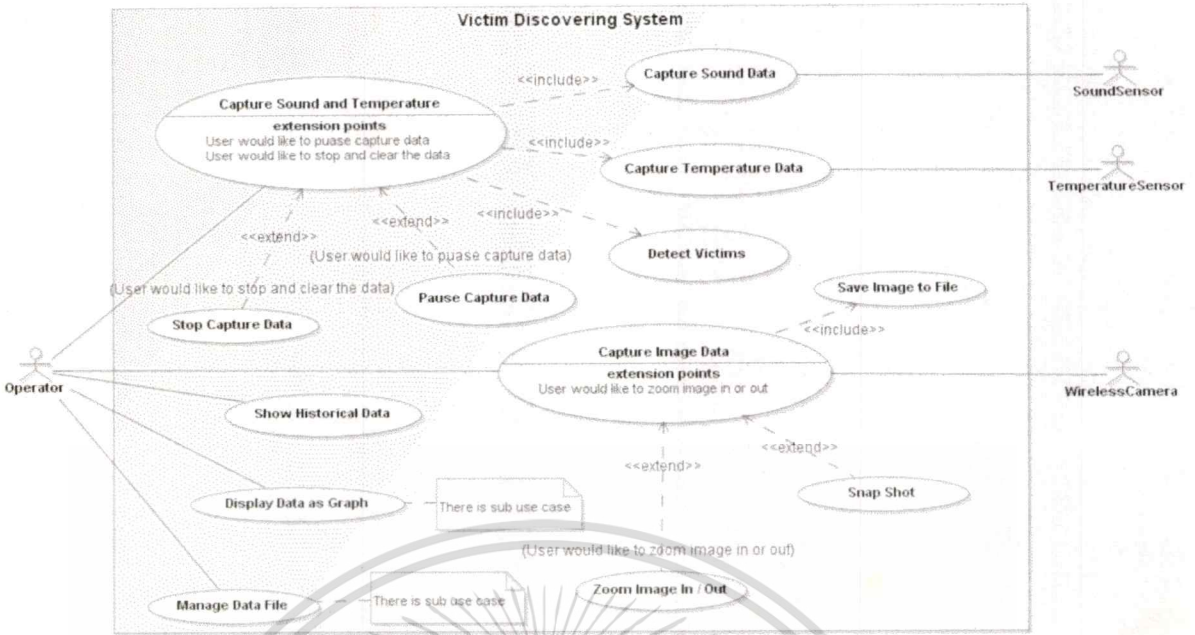 Victim Discovering System
Capture Sound and Temperature
extension points
User would like to puase capture data
User would like to stop and clear the data
<<include>>
Capture Sound Data
SoundSensor
<<include>>
Capture Temperature Data
TemperatureSensor
<<include>>
Detect Victims
<<extend>>
<<extend>>
(User would like to puase capture data)
(User would like to stop and clear the data)
Pause Capture Data
Stop Capture Data
Save Image to File
<<include>>
Capture Image Data
extension points
User would like to zoom image in or out
Operator
WirelessCamera
Show Historical Data
<<extend>>
<<extend>>
Snap Shot
Display Data as Graph
There is sub use case
(User would like to zoom image in or out)
Zoom Image In / Out
Manage Data File
There is sub use case